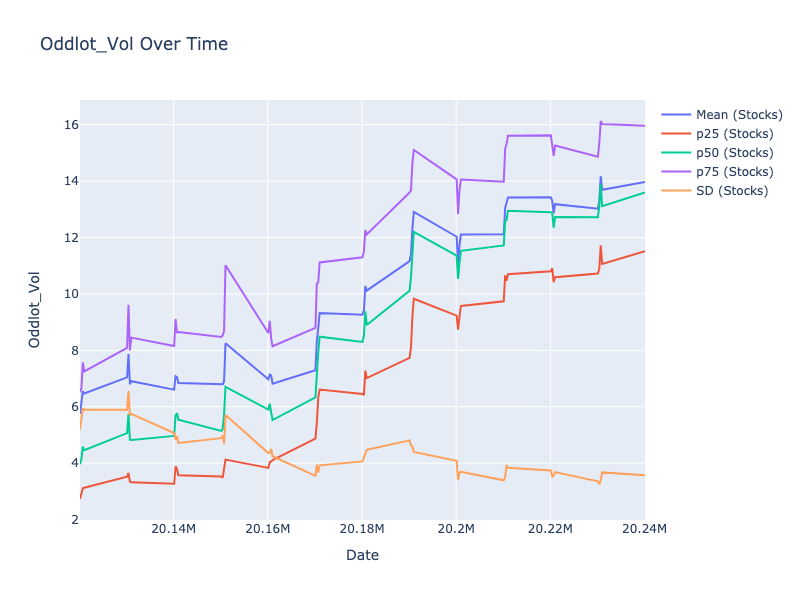 Oddlot_Vol Over Time
Oddlot_Vol
16
14
12
10
8
6
4
2
20.14M
20.16M
20.18M
20.2M
20.22M
20.24M
Date
Mean (Stocks)
p25 (Stocks)
p50 (Stocks)
p75 (Stocks)
SD (Stocks)